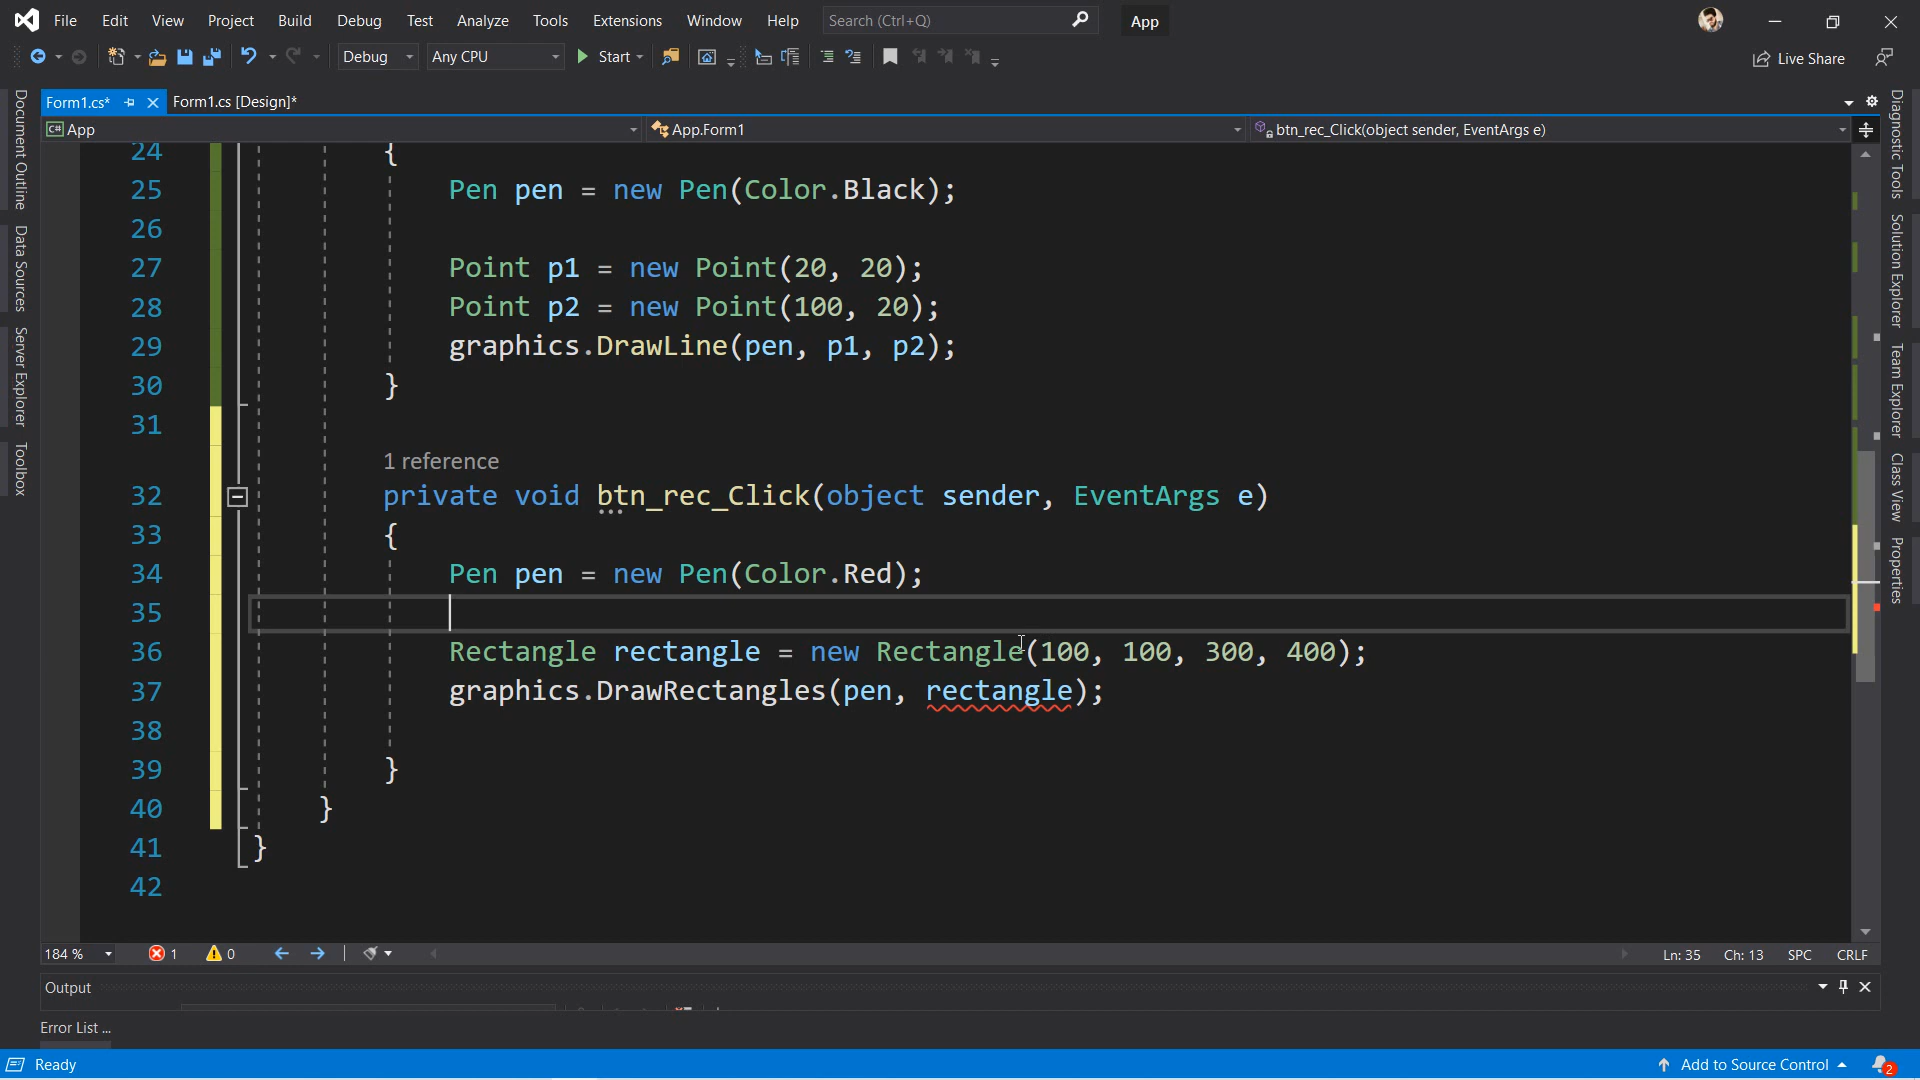 File Edit View Project Build Debug Test Analyze Tools Extensions Window Help Search (Ctrl+Q) App
Debug Any CPU Start Live Share
Form1.cs* Form1.cs [Design]*
C# App App.Form1 btn_rec_Click(object sender, EventArgs e)
24 {
25 Pen pen = new Pen(Color.Black);
26
27 Point p1 = new Point(20, 20);
28 Point p2 = new Point(100, 20);
29 graphics.DrawLine(pen, p1, p2);
30 }
31
1 reference
32 private void btn_rec_Click(object sender, EventArgs e)
33 {
34 Pen pen = new Pen(Color.Red);
35
36 Rectangle rectangle = new Rectangle(100, 100, 300, 400);
37 graphics.DrawRectangles(pen, rectangle);
38
39 }
40 }
41 }
42
184 % 1 0 Ln: 35 Ch: 13 SPC CRLF
Output
Error List ...
Ready Add to Source Control 2
Document Outline
Data Sources
Server Explorer
Toolbox
Diagnostic Tools
Solution Explorer
Team Explorer
Class View
Properties